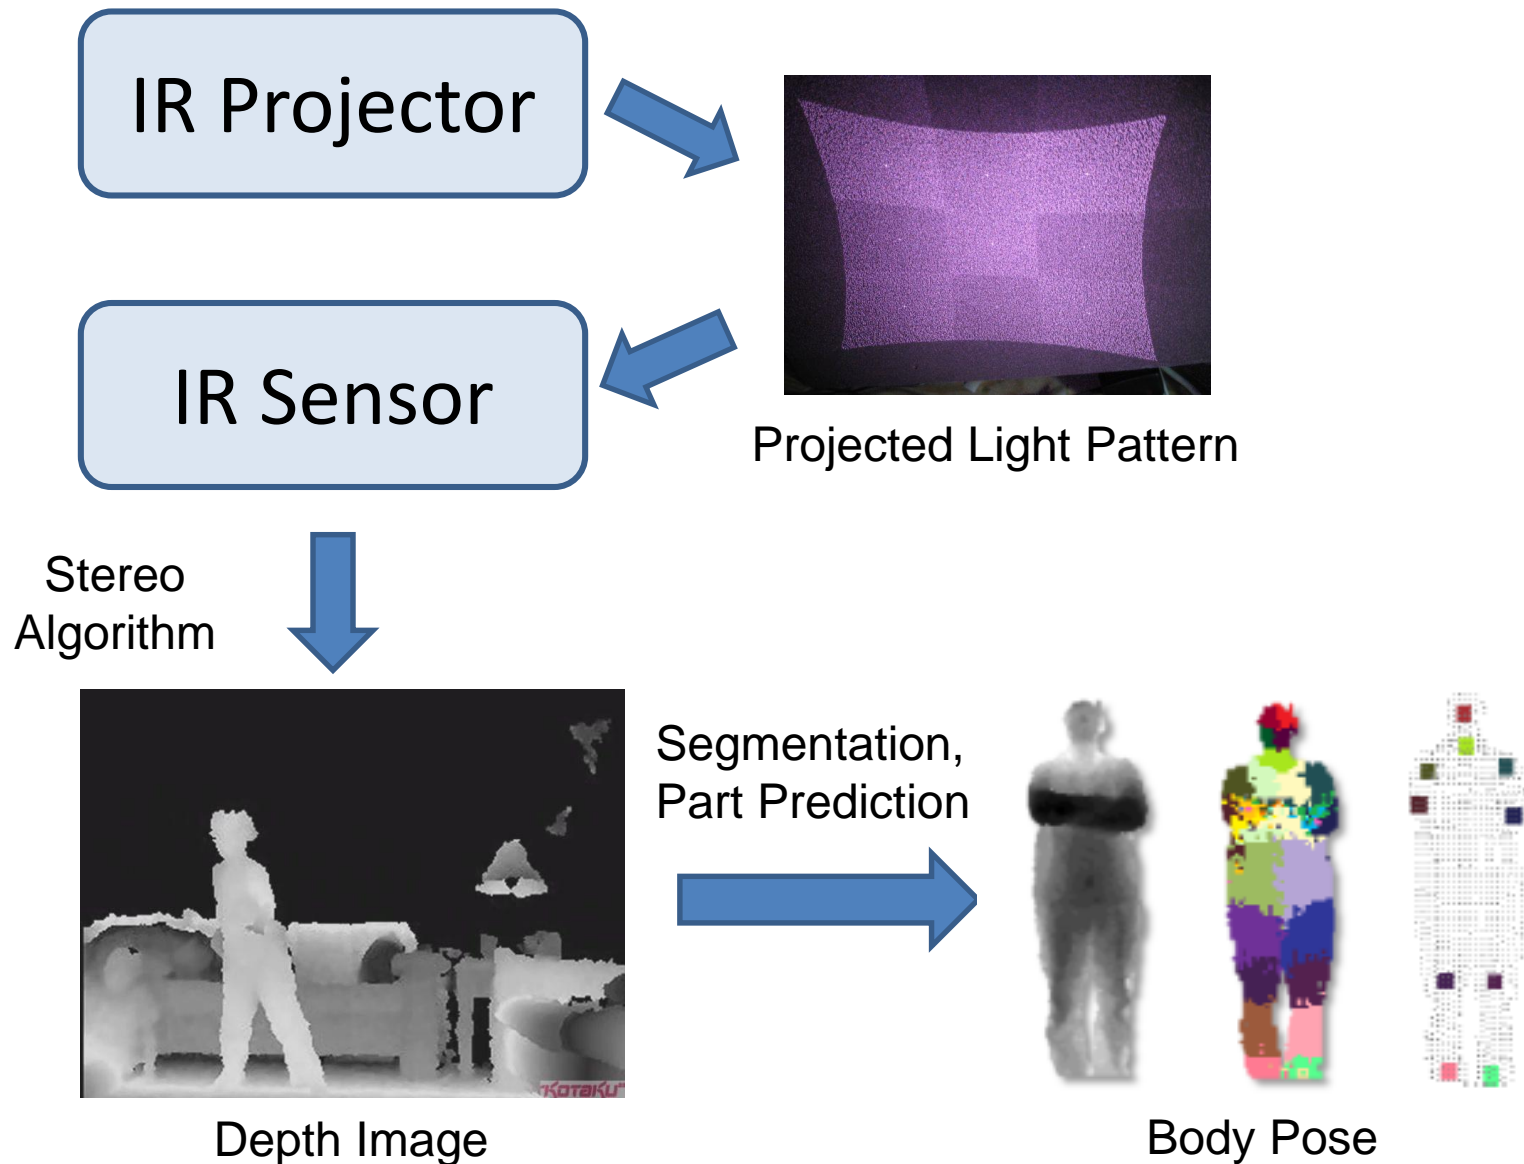 IR Projector
IR Sensor
Projected Light Pattern
Stereo
Algorithm
Segmentation,
Part Prediction
KOTAKU
Depth Image
Body Pose